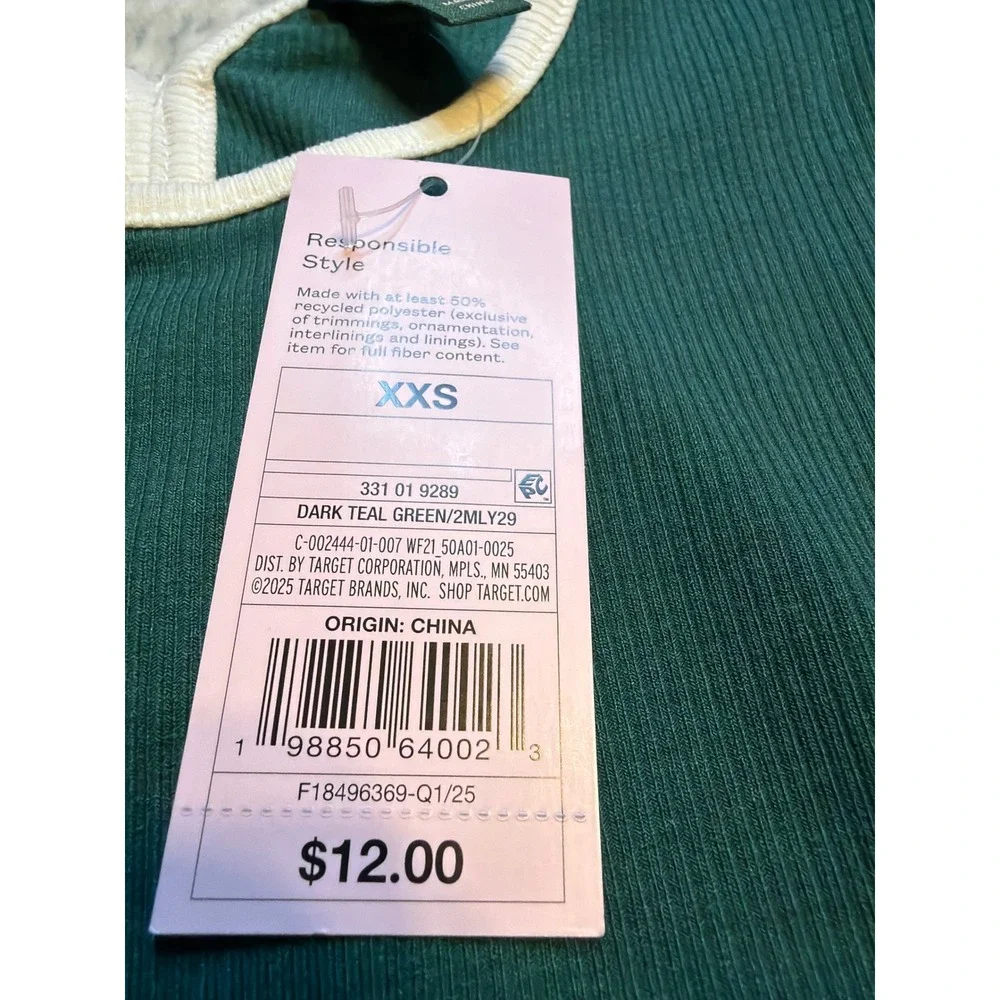 CHINA
Responsible
Style
Made with at least 50%
recycled polyester (exclusive
of trimmings, ornamentation,
interlinings and linings). See
item for full fiber content.
XXS
331 01 9289
EPC
DARK TEAL GREEN/2MLY29
C-002444-01-007 WF21_50A01-0025
DIST. BY TARGET CORPORATION, MPLS., MN 55403
©2025 TARGET BRANDS, INC. SHOP TARGET.COM
ORIGIN: CHINA
1 98850 64002 3
F18496369-Q1/25
$12.00